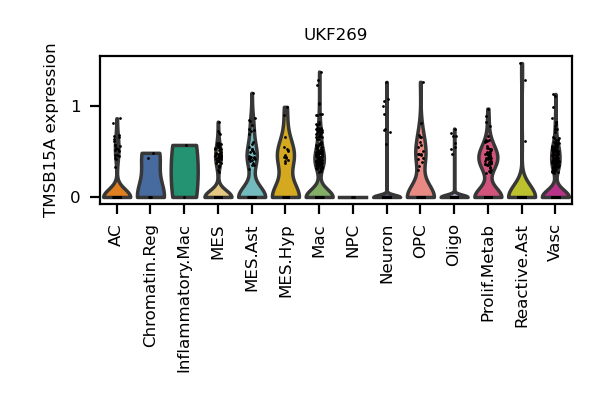 UKF269
TMSB15A expression
1
0
AC
Chromatin.Reg
Inflammatory.Mac
MES
MES.Ast
MES.Hyp
Mac
NPC
Neuron
OPC
Oligo
Prolif.Metab
Reactive.Ast
Vasc